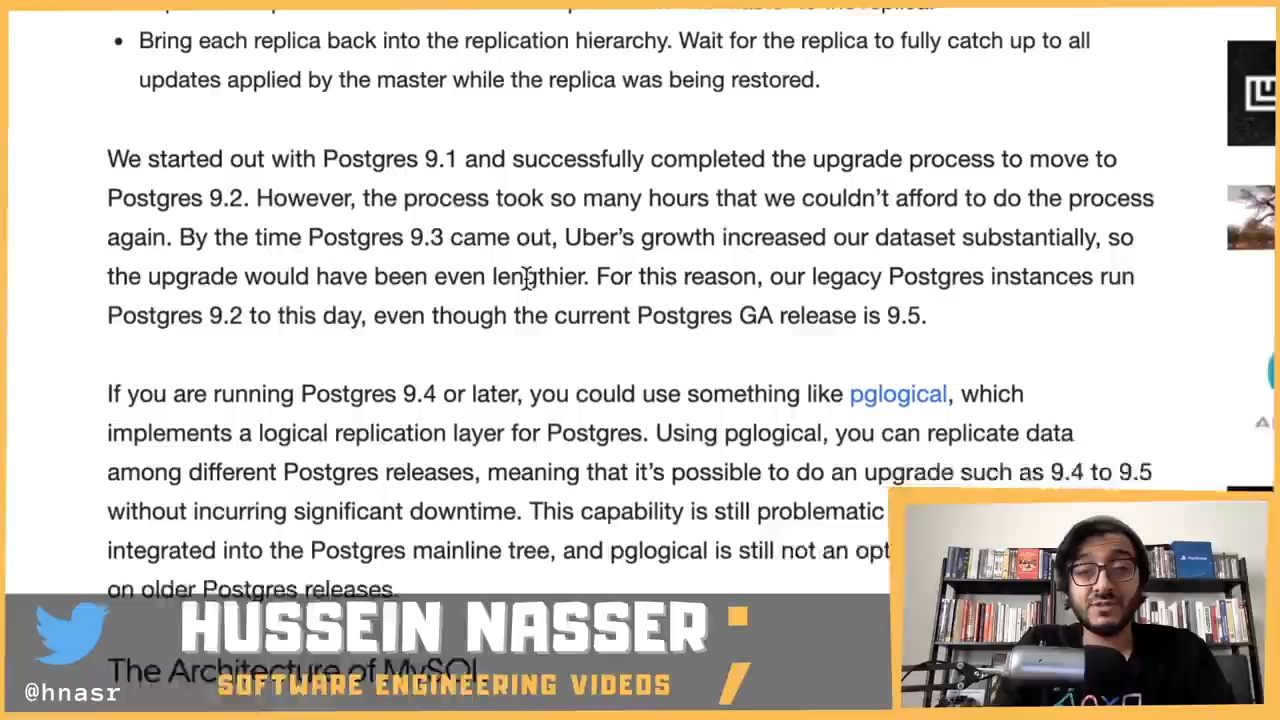 Bring each replica back into the replication hierarchy. Wait for the replica to fully catch up to all
updates applied by the master while the replica was being restored.
We started out with Postgres 9.1 and successfully completed the upgrade process to move to
Postgres 9.2. However, the process took so many hours that we couldn’t afford to do the process
again. By the time Postgres 9.3 came out, Uber’s growth increased our dataset substantially, so
the upgrade would have been even lengthier. For this reason, our legacy Postgres instances run
Postgres 9.2 to this day, even though the current Postgres GA release is 9.5.
If you are running Postgres 9.4 or later, you could use something like pglogical, which
implements a logical replication layer for Postgres. Using pglogical, you can replicate data
among different Postgres releases, meaning that it’s possible to do an upgrade such as 9.4 to 9.5
without incurring significant downtime. This capability is still problematic
integrated into the Postgres mainline tree, and pglogical is still not an
on older Postgres releases.
The Architecture of MySQL
HUSSEIN NASSER ;
SOFTWARE ENGINEERING VIDEOS
@hnasr